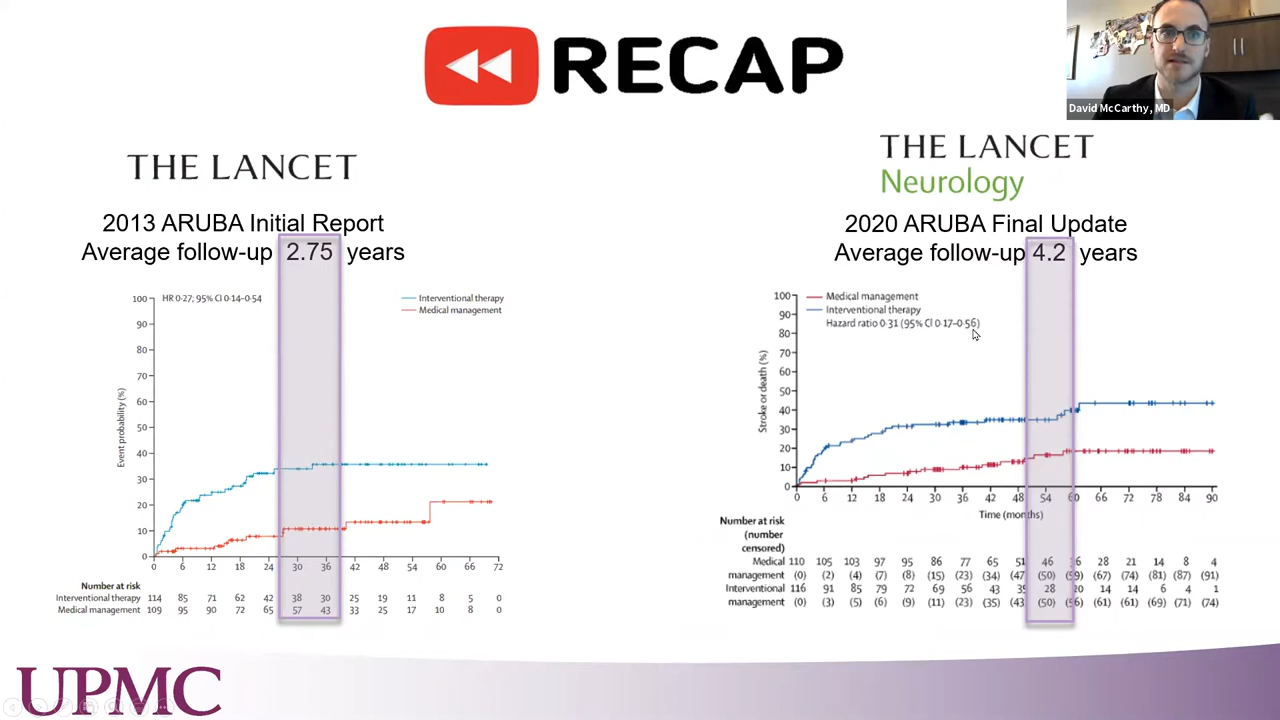 RECAP
David McCarthy, MD
THE LANCET
2013 ARUBA Initial Report
Average follow-up 2.75 years
HR 0·27; 95% CI 0·14–0·54
Interventional therapy
Medical management
Event probability (%)
100
90
80
70
60
50
40
30
20
10
0
0 6 12 18 24 30 36 42 48 54 60 66 72
Number at risk
Interventional therapy 114 85 71 62 42 38 30 25 19 11 8 5 0
Medical management 109 95 90 72 65 57 43 33 25 17 10 8 0
THE LANCET
Neurology
2020 ARUBA Final Update
Average follow-up 4.2 years
Medical management
Interventional therapy
Hazard ratio 0·31 (95% CI 0·17–0·56)
Stroke or death (%)
100
90
80
70
60
50
40
30
20
10
0
0 6 12 18 24 30 36 42 48 54 60 66 72 78 84 90
Time (months)
Number at risk
(number
censored)
Medical 110 105 103 97 95 86 77 65 51 46 36 28 21 14 8 4
management (0) (2) (4) (7) (8) (15) (23) (34) (47) (50) (59) (67) (74) (81) (87) (91)
Interventional 116 91 85 79 72 69 56 43 35 28 20 14 14 6 4 1
management (0) (3) (5) (6) (9) (11) (23) (35) (43) (50) (56) (61) (61) (69) (71) (74)
UPMC